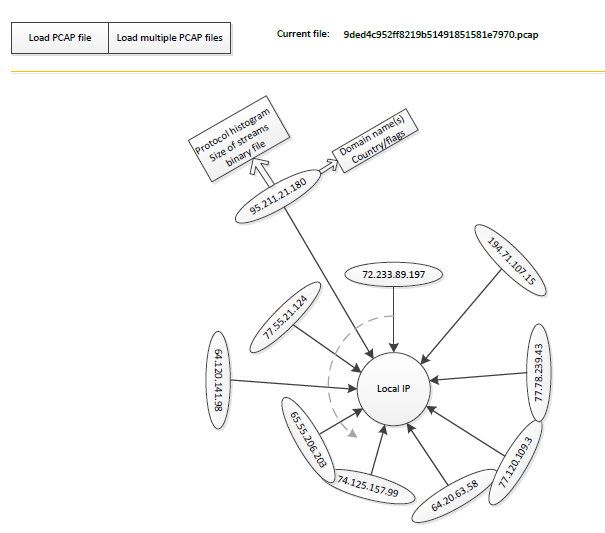 Load PCAP file
Load multiple PCAP files
Current file:
9ded4c952ff8219b51491851581e7970.pcap
Protocol histogram
Size of streams
binary file
Domain name(s)
Country/flags
95.211.21.180
72.233.89.197
194.71.107.15
77.55.21.124
64.120.141.98
Local IP
77.78.239.43
65.55.206.203
74.125.157.99
64.20.63.58
77.120.109.3